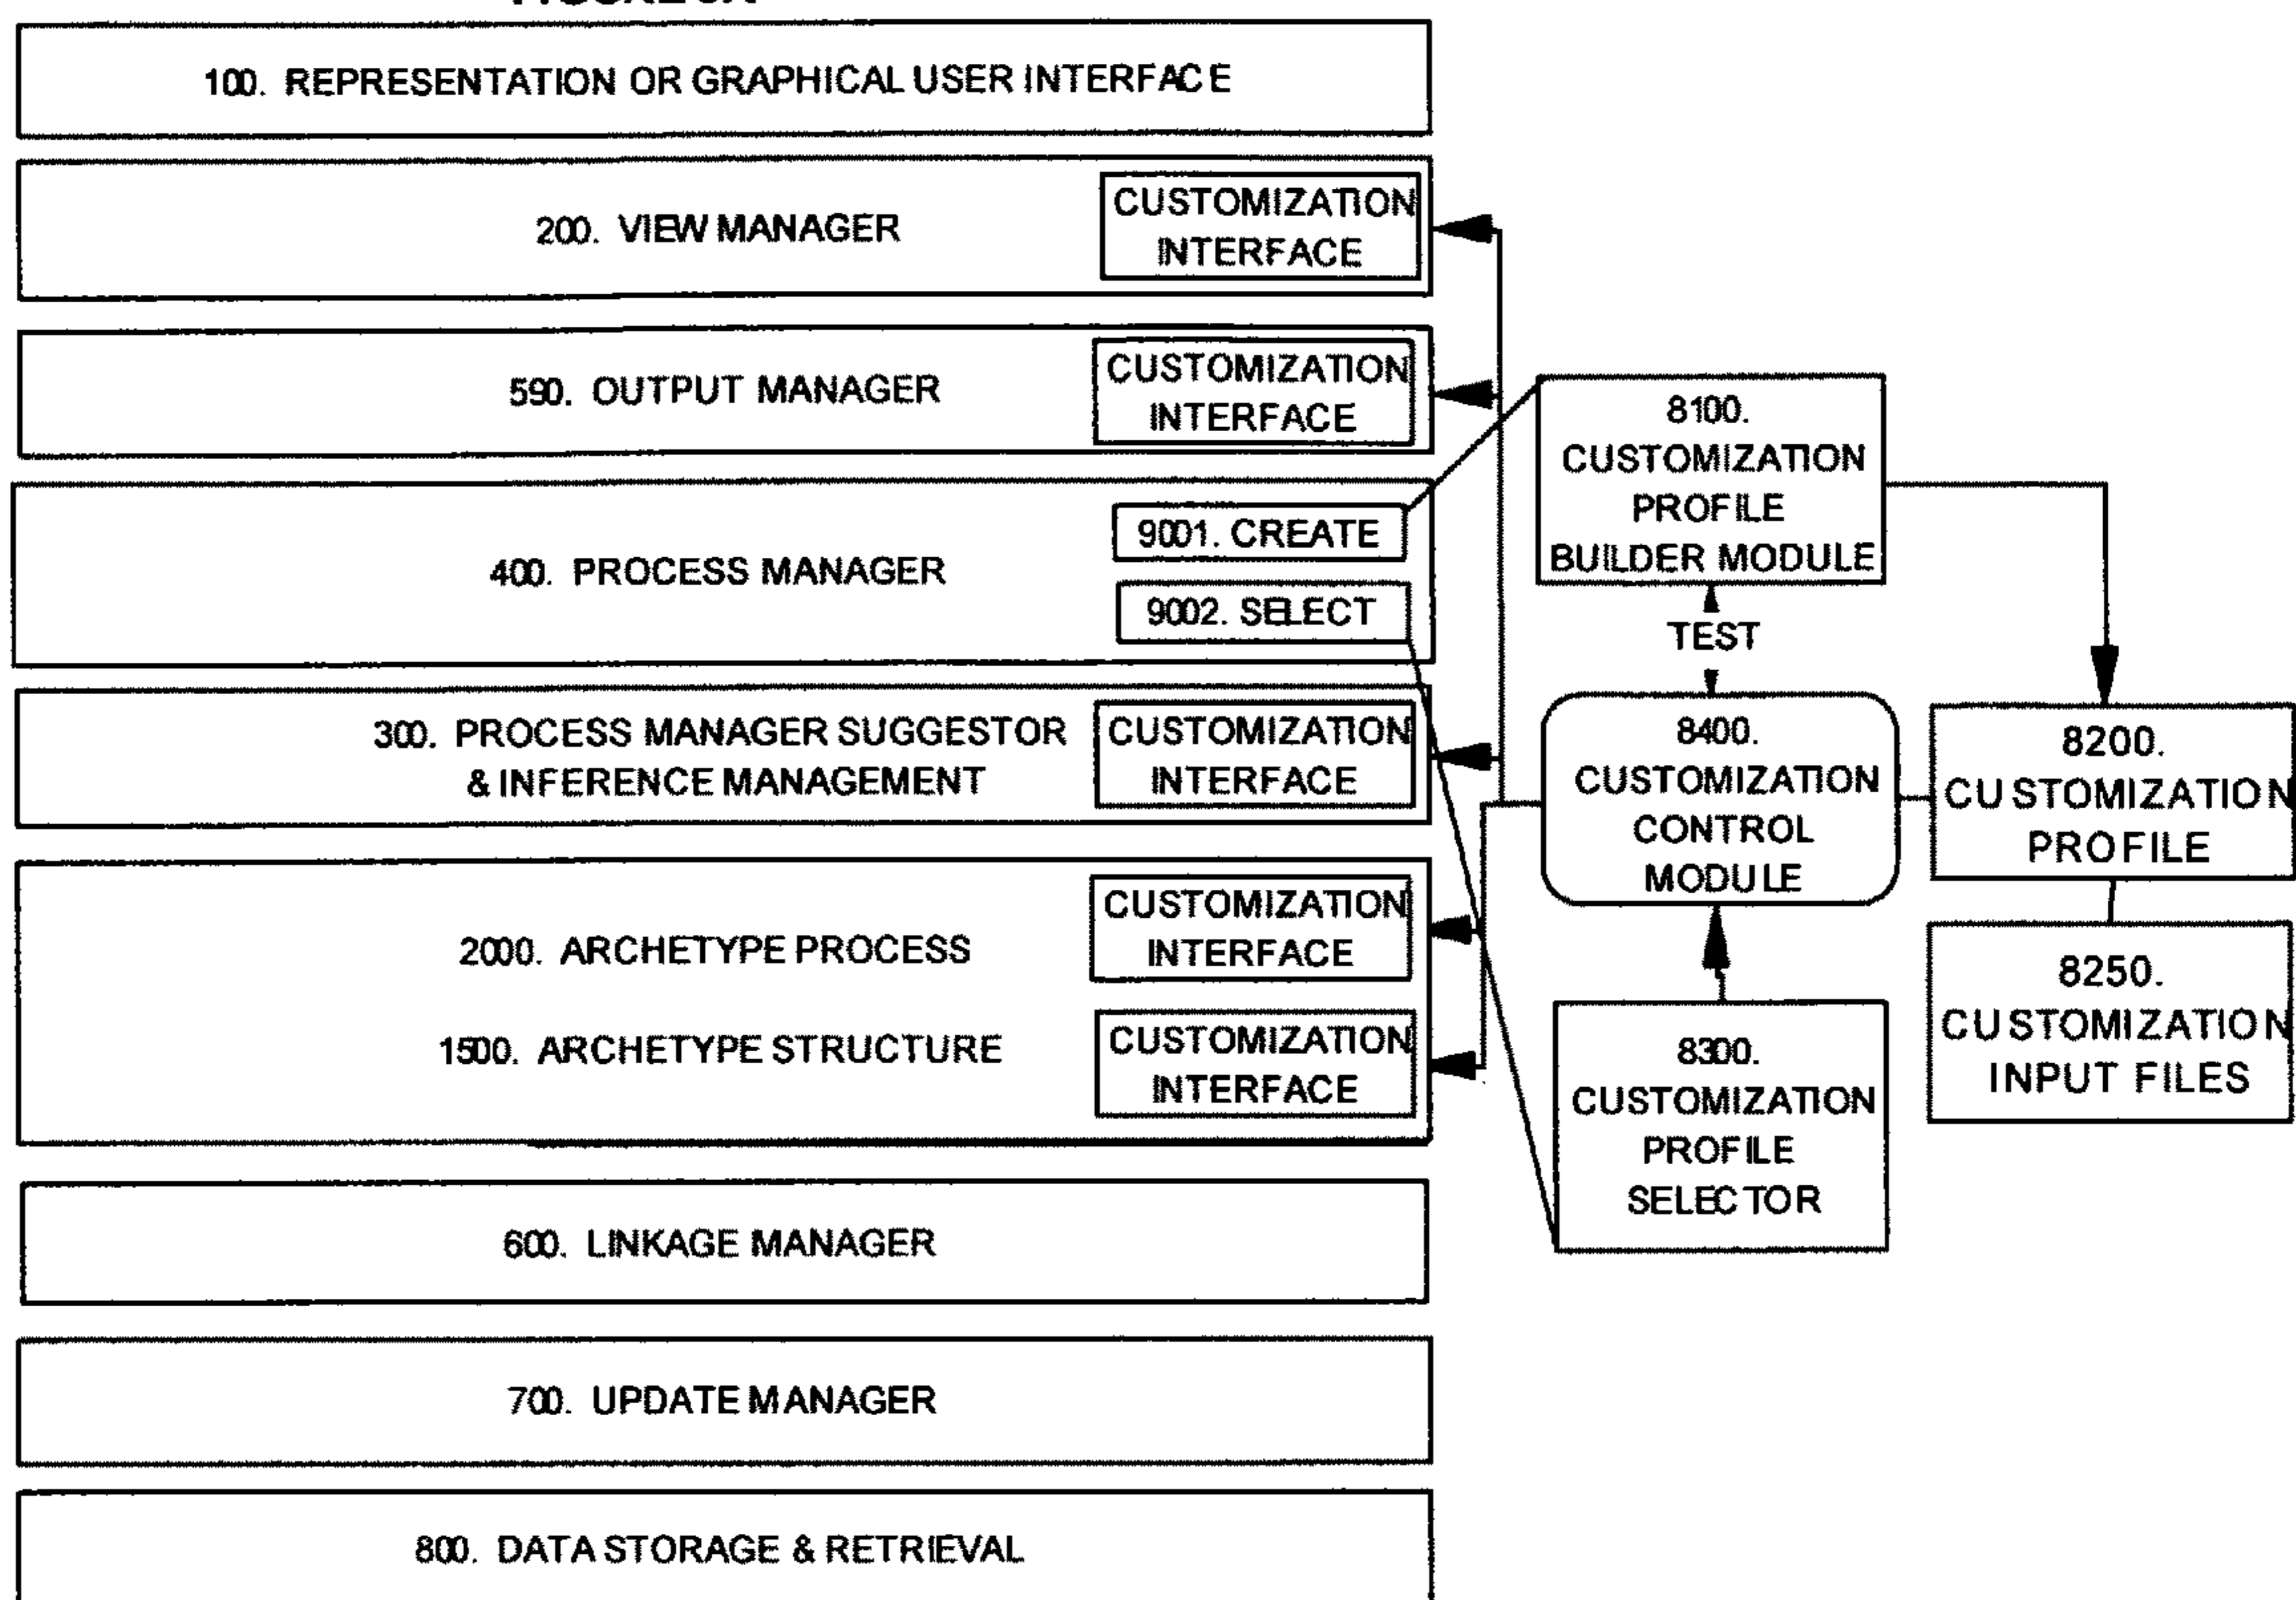 100. REPRESENTATION OR GRAPHICAL USER INTERFACE
200. VIEW MANAGER
CUSTOMIZATION
INTERFACE
590. OUTPUT MANAGER
CUSTOMIZATION
INTERFACE
400. PROCESS MANAGER
9001. CREATE
9002. SELECT
300. PROCESS MANAGER SUGGESTOR
& INFERENCE MANAGEMENT
CUSTOMIZATION
INTERFACE
2000. ARCHETYPE PROCESS
CUSTOMIZATION
INTERFACE
1500. ARCHETYPE STRUCTURE
CUSTOMIZATION
INTERFACE
600. LINKAGE MANAGER
700. UPDATE MANAGER
800. DATA STORAGE & RETRIEVAL
8100.
CUSTOMIZATION
PROFILE
BUILDER MODULE
TEST
8400.
CUSTOMIZATION
CONTROL
MODULE
8300.
CUSTOMIZATION
PROFILE
SELECTOR
8200.
CUSTOMIZATION
PROFILE
8250.
CUSTOMIZATION
INPUT FILES